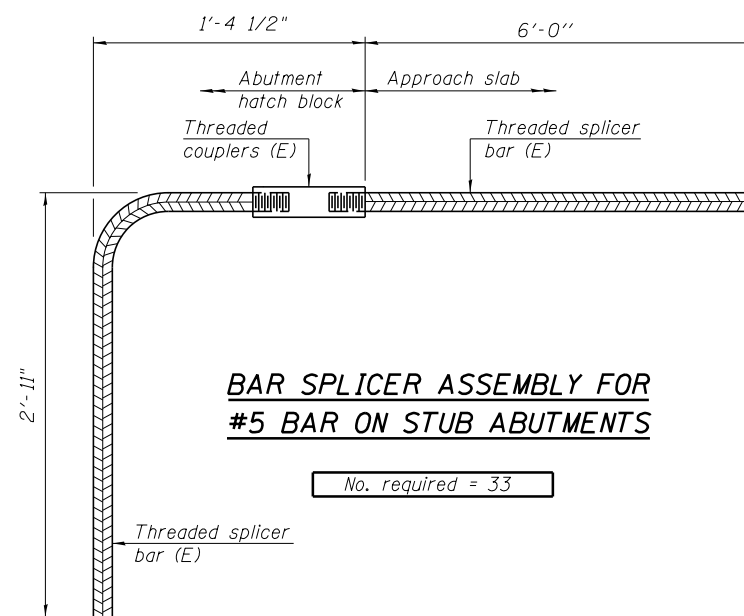 1'-4 1/2"
6'-0''
Abutment
hatch block
Approach slab
Threaded
couplers (E)
Threaded splicer
bar (E)
2'-11"
BAR SPLICER ASSEMBLY FOR
#5 BAR ON STUB ABUTMENTS
No. required = 33
Threaded splicer
bar (E)